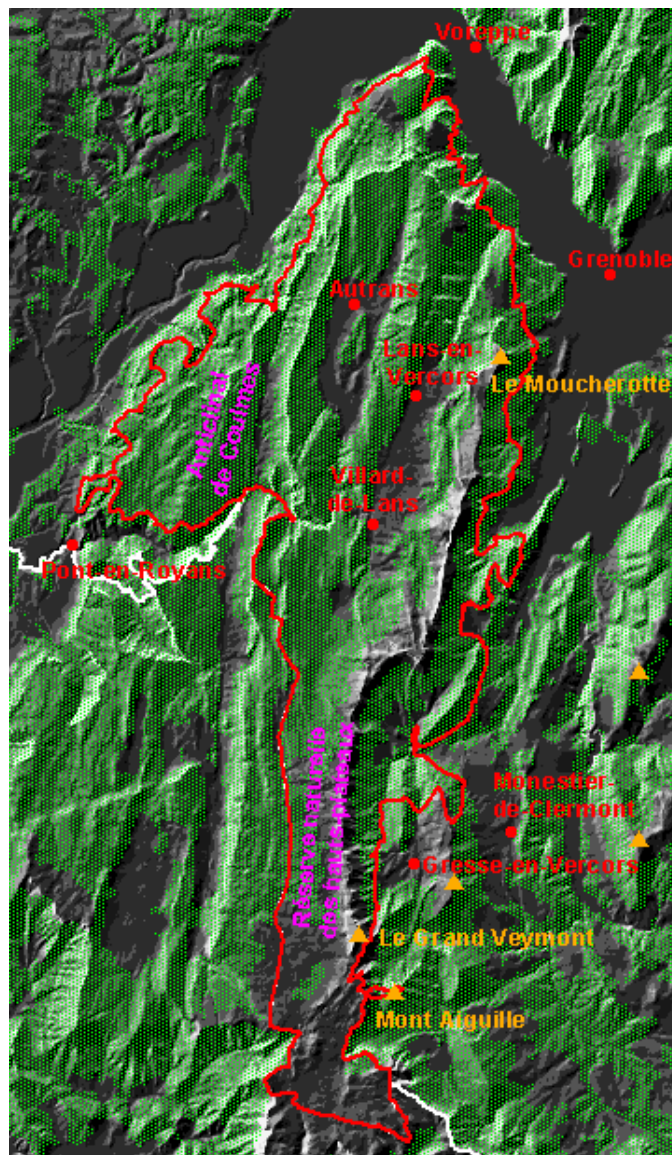 Voreppe
Grenoble
Autrans
Lans-en-
Vercors
Le Moucherotte
Anticlinal
de Coulmes
Villard-
de-Lans
Pont-en-Royans
Réserve naturelle
des hauts plateaux
Monestier-
de-Clermont
Gresse-en-Vercors
Le Grand Veymont
Mont Aiguille